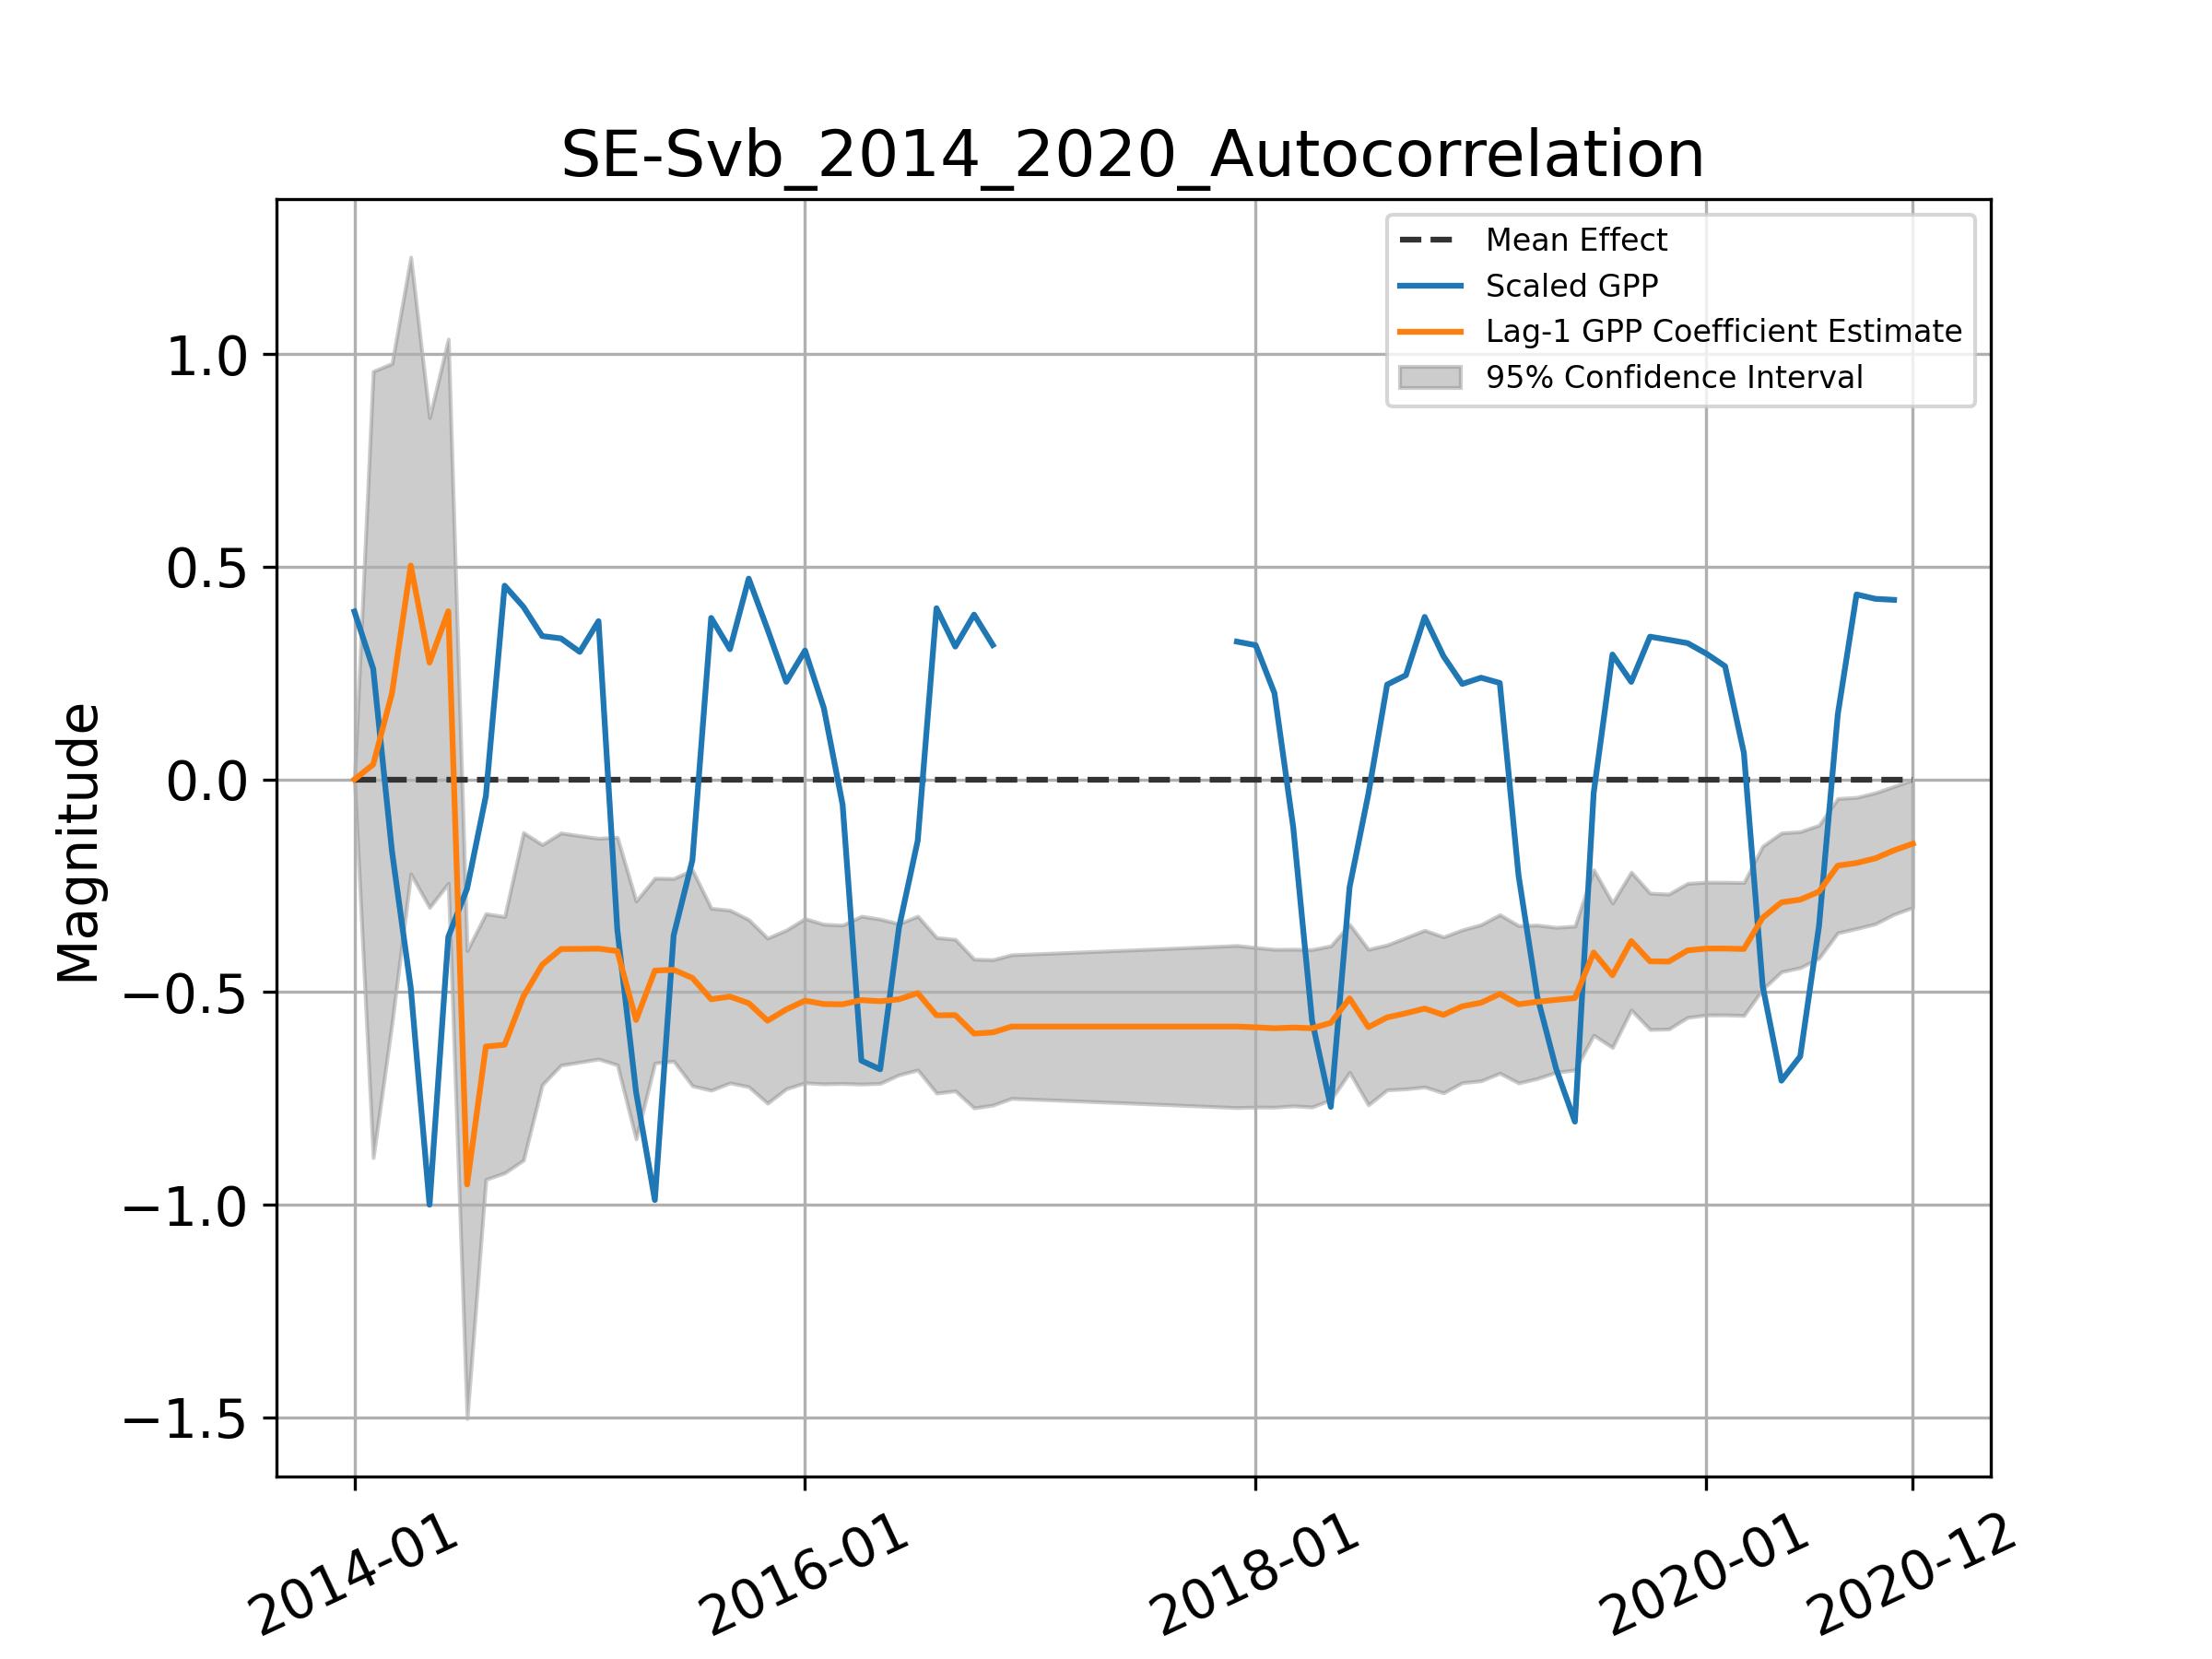 SE-Svb_2014_2020_Autocorrelation
Mean Effect
Scaled GPP
Lag-1 GPP Coefficient Estimate
95% Confidence Interval
Magnitude
1.0
0.5
0.0
−0.5
−1.0
−1.5
2014-01
2016-01
2018-01
2020-01
2020-12